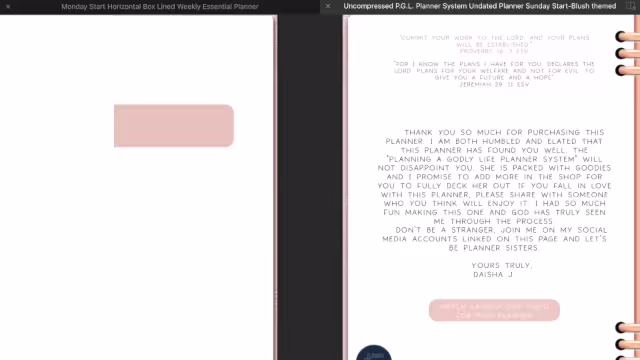 Monday Start Horizontal Box Lined Weekly Essential Planner
Uncompressed P.G.L. Planner System Undated Planner Sunday Start-Blush themed
"COMMIT YOUR WORK TO THE LORD, AND YOUR PLANS
WILL BE ESTABLISHED."
PROVERBS 16:3 ESV
"FOR I KNOW THE PLANS I HAVE FOR YOU, DECLARES THE
LORD, PLANS FOR YOUR WELFARE AND NOT FOR EVIL, TO
GIVE YOU A FUTURE AND A HOPE."
JEREMIAH 29:11 ESV
THANK YOU SO MUCH FOR PURCHASING THIS
PLANNER. I AM BOTH HUMBLED AND ELATED THAT
THIS PLANNER HAS FOUND YOU WELL. THE
"PLANNING A GODLY LIFE PLANNER SYSTEM" WILL
NOT DISAPPOINT YOU. SHE IS PACKED WITH GOODIES
AND I PROMISE TO ADD MORE IN THE SHOP FOR
YOU TO FULLY DECK HER OUT. IF YOU FALL IN LOVE
WITH THIS PLANNER, PLEASE SHARE WITH SOMEONE
WHO YOU THINK WILL ENJOY IT. I HAD SO MUCH
FUN MAKING THIS ONE AND GOD HAS TRULY SEEN
ME THROUGH THE PROCESS.
DON'T BE A STRANGER, JOIN ME ON MY SOCIAL
MEDIA ACCOUNTS LINKED ON THIS PAGE AND LET'S
BE PLANNER SISTERS.
YOURS TRULY,
DAISHA J.